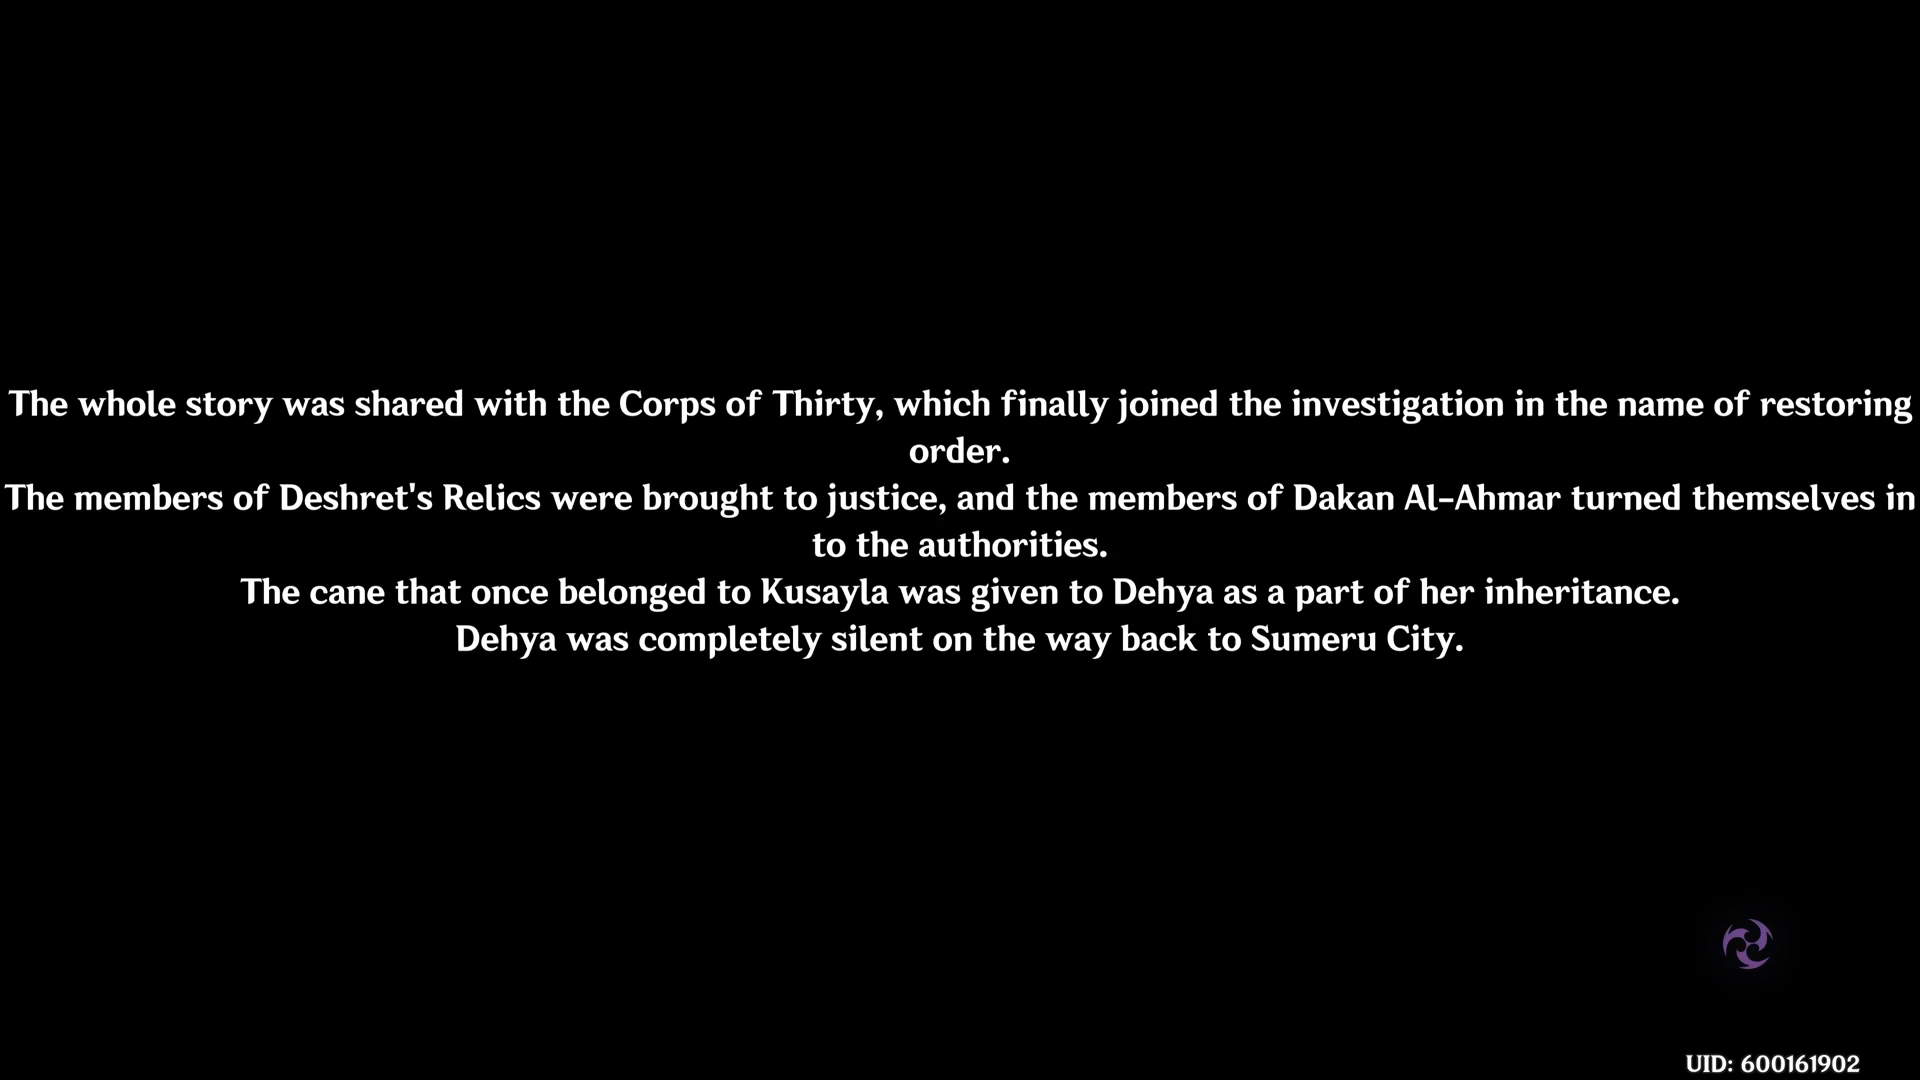 The whole story was shared with the Corps of Thirty, which finally joined the investigation in the name of restoring
order.
The members of Deshret's Relics were brought to justice, and the members of Dakan Al-Ahmar turned themselves in
to the authorities.
The cane that once belonged to Kusayla was given to Dehya as a part of her inheritance.
Dehya was completely silent on the way back to Sumeru City.
UID: 600161902